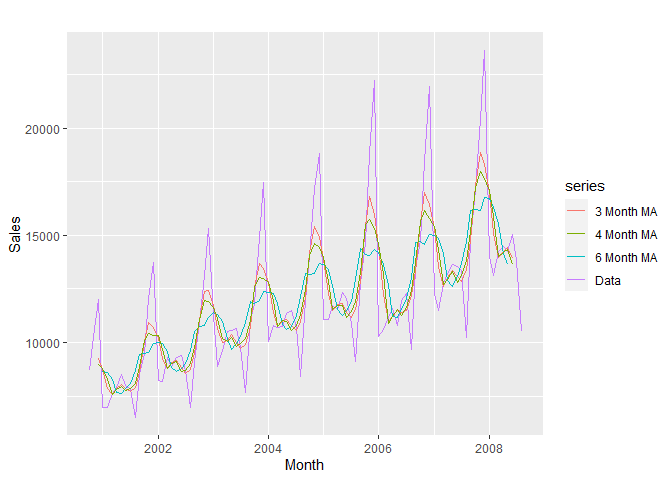 20000
15000
10000
Sales
2002
2004
2006
2008
Month
series
3 Month MA
4 Month MA
6 Month MA
Data